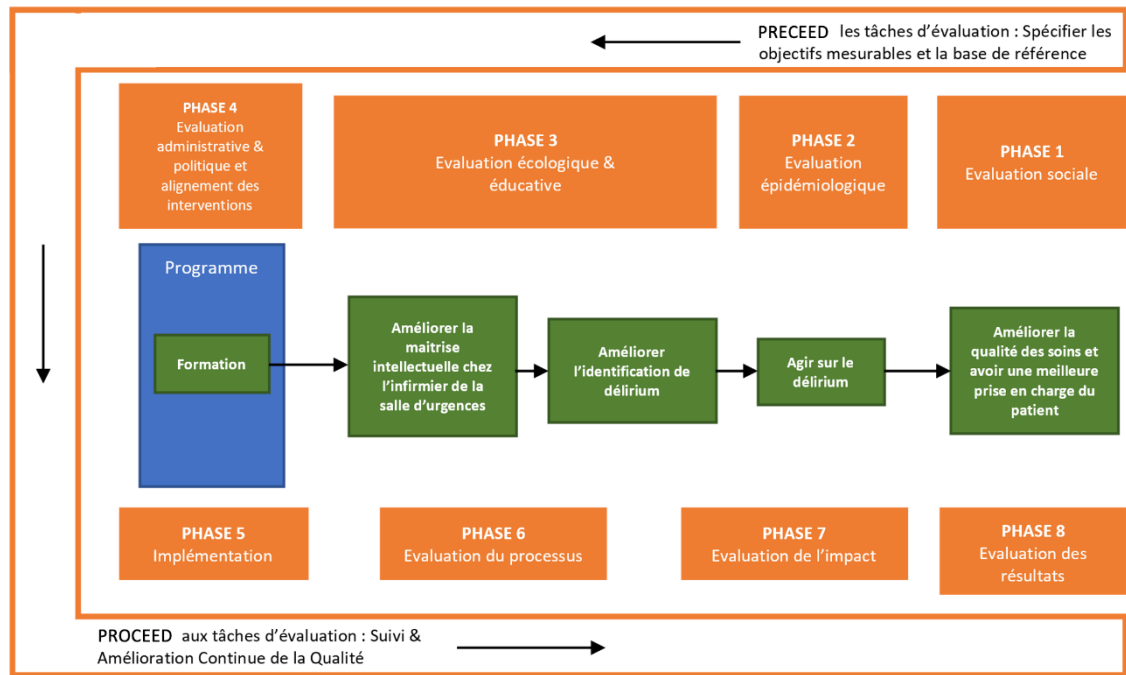 PRECEED les tâches d'évaluation : Spécifier les
objectifs mesurables et la base de référence
PHASE 4
Evaluation
administrative &
politique et
alignement des
interventions
PHASE 3
Evaluation écologique &
éducative
PHASE 2
Evaluation
épidémiologique
PHASE 1
Evaluation sociale
Programme
Formation
Améliorer la
maitrise
intellectuelle chez
l'infirmier de la
salle d'urgences
Améliorer
l'identification de
délirium
Agir sur le
délirium
Améliorer la
qualité des soins et
avoir une meilleure
prise en charge du
patient
PHASE 5
Implémentation
PHASE 6
Evaluation du processus
PHASE 7
Evaluation de l'impact
PHASE 8
Evaluation des
résultats
PROCEED aux tâches d'évaluation : Suivi &
Amélioration Continue de la Qualité